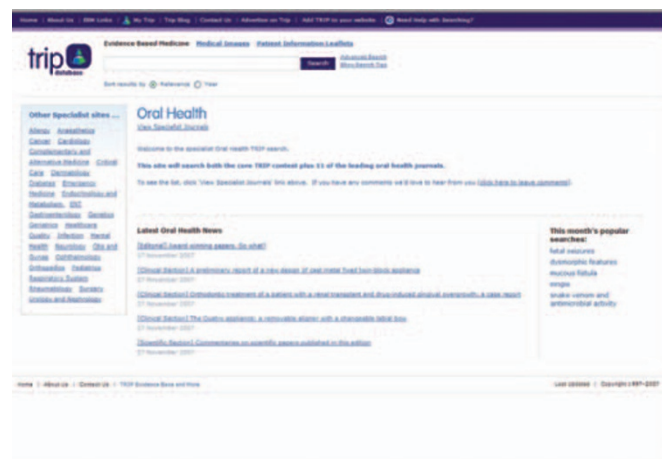 Home | About Us | EBM Links | My Trip | Trip Blog | Contact Us | Advertise on Trip | Add TRIP to your website | Need Help with Searching?
trip
database
Evidence Based Medicine Medical Images Patient Information Leaflets
Search
Advanced Search
Sort results by Relevance Year
Other Specialist sites ...
Allergy Anaesthetics
Cancer Cardiology
Complementary and
Alternative Medicine Critical
Care Dermatology
Diabetes Emergency
Medicine Endocrinology and
Metabolism ENT
Gastroenterology Genetics
Geriatrics Healthcare
Quality Infection Mental
Health Neurology Obs and
Gynae Ophthalmology
Orthopedics Pediatrics
Respiratory System
Rheumatology Surgery
Urology and Nephrology
Oral Health
View Specialist Journals
Welcome to the specialist Oral Health TRIP search.
This site will search both the core TRIP content plus 11 of the leading oral health journals.
To see the list, click 'View Specialist Journals' link above. If you have any comments we'd love to hear from you (click here to leave comments)
Latest Oral Health News
[Editorial] Award-winning papers. So what?
27 November 2007
[Clinical Section] A preliminary report of a new design of cast metal fixed twin-block appliance
27 November 2007
[Clinical Section] Orthodontic treatment of a patient with a renal transplant and drug-induced gingival overgrowth: a case report
27 November 2007
[Clinical Section] The Cusfro appliance: a removable aligner with a changeable labial bow.
27 November 2007
[Scientific Section] Commentaries on scientific papers published in this edition
27 November 2007
This month's popular
searches:
fatal seizures
dysmorphic features
mucous fistula
snake venom and
antimicrobial activity
Home | About Us | Contact Us | TRIP Evidence Base and More
Last Updated | Copyright 1997-2007